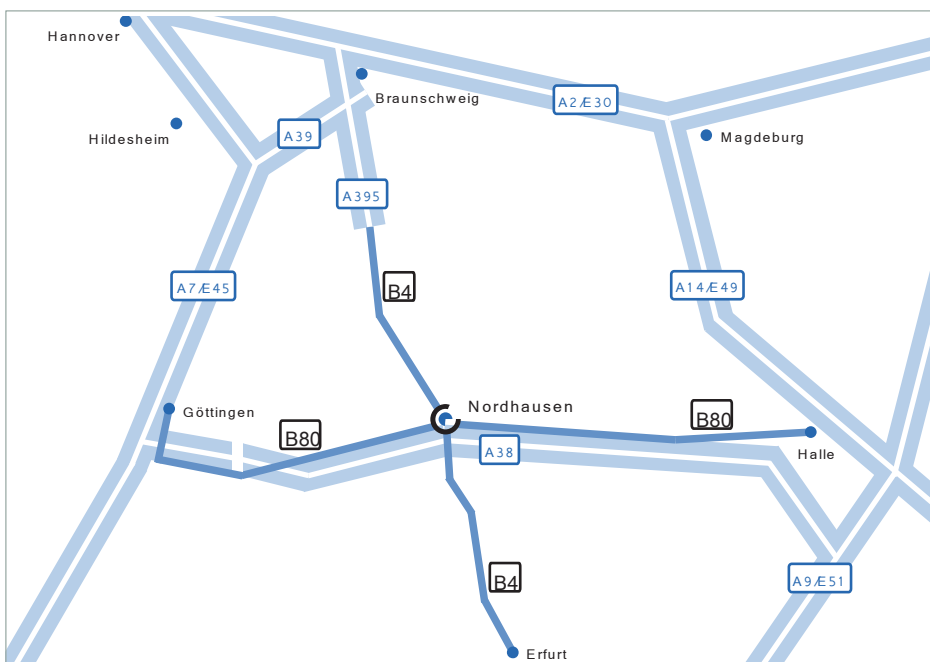 Hannover
Braunschweig
A2/E30
A39
Hildesheim
Magdeburg
A395
A7/E45
B4
A14/E49
Göttingen
Nordhausen
B80
B80
A38
Halle
B4
A9/E51
Erfurt